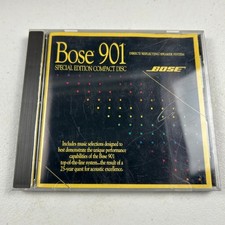 Bose 901
DIRECT/REFLECTING SPEAKER SYSTEM
SPECIAL EDITION COMPACT DISC
BOSE
Includes music selections designed to
best demonstrate the unique performance
capabilities of the Bose 901
top-of-the-line system...the result of a
25-year quest for acoustic excellence.